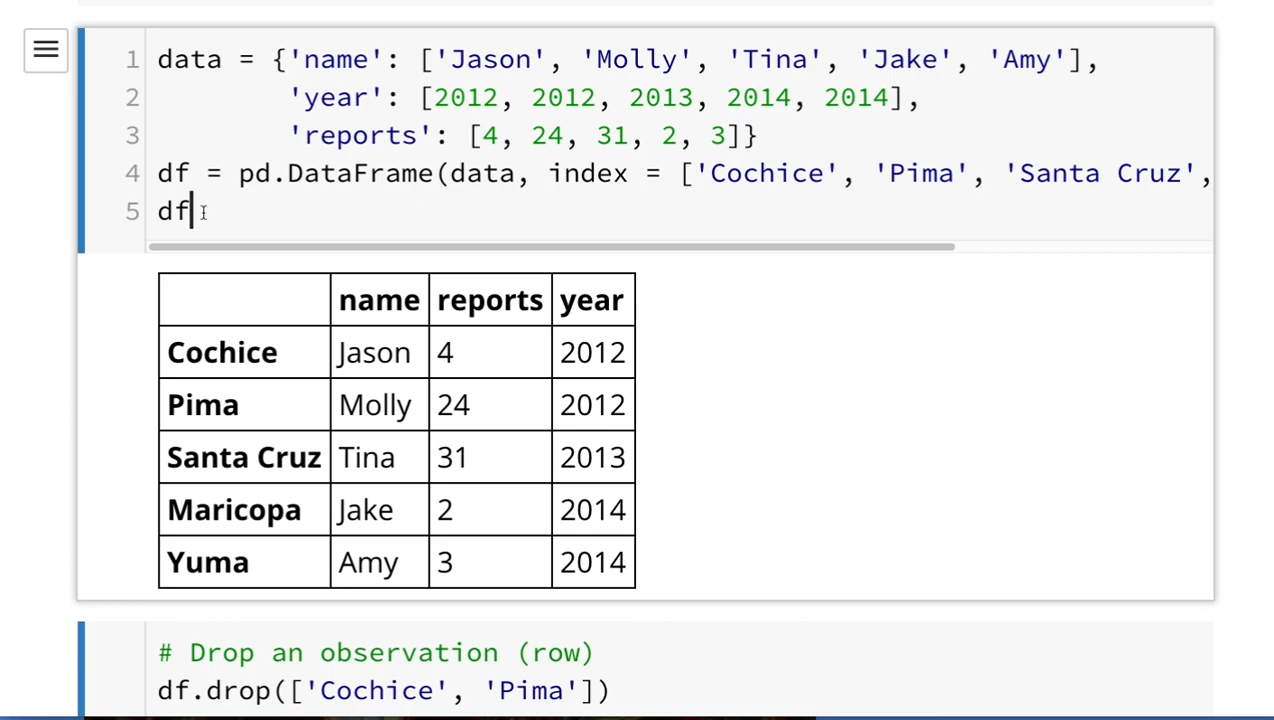 1 data = {'name': ['Jason', 'Molly', 'Tina', 'Jake', 'Amy'],
2 'year': [2012, 2012, 2013, 2014, 2014],
3 'reports': [4, 24, 31, 2, 3]}
4 df = pd.DataFrame(data, index = ['Cochice', 'Pima', 'Santa Cruz',
5 df
name reports year
Cochice Jason 4 2012
Pima Molly 24 2012
Santa Cruz Tina 31 2013
Maricopa Jake 2 2014
Yuma Amy 3 2014
# Drop an observation (row)
df.drop(['Cochice', 'Pima'])